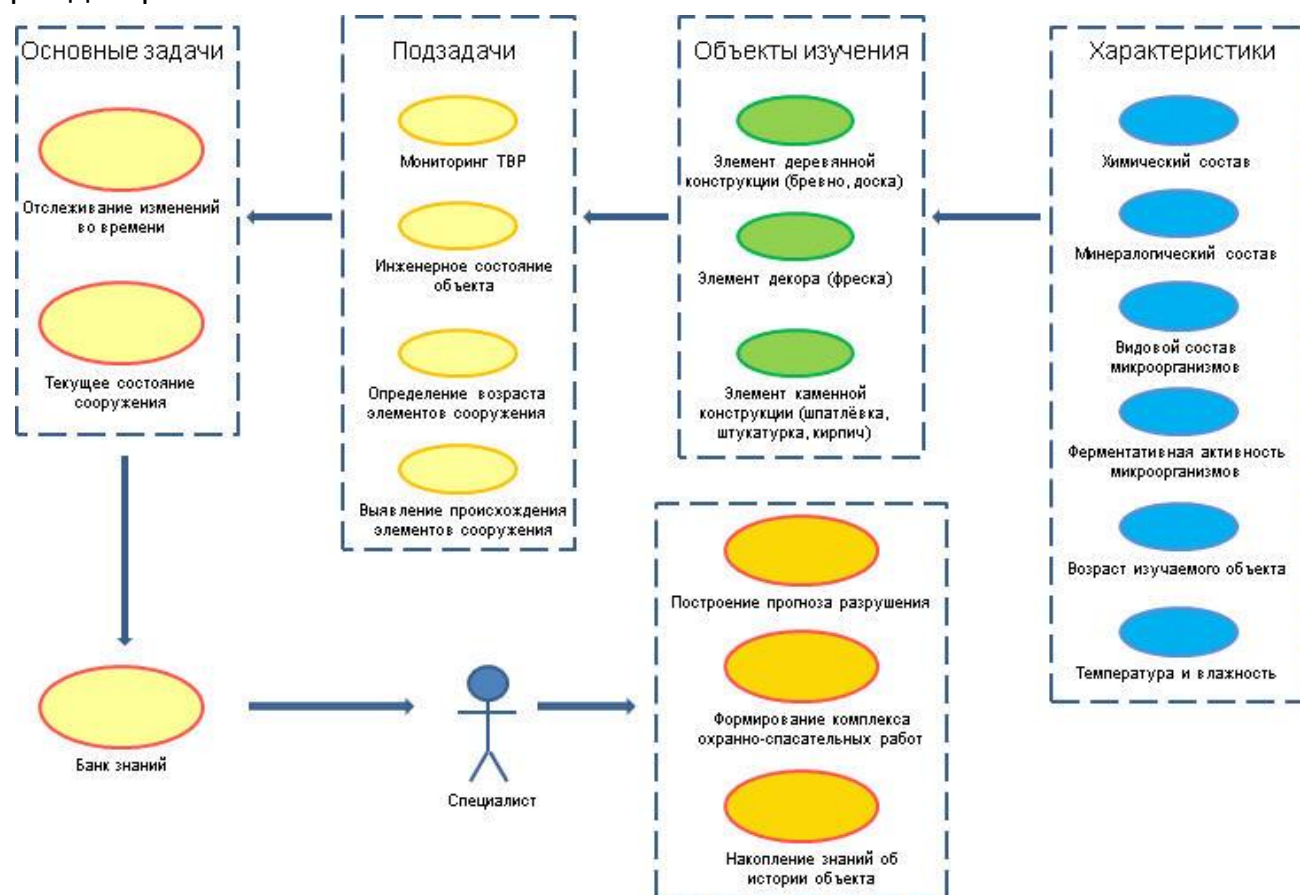 Основные задачи
Отслеживание изменений
во времени
Текущее состояние
сооружения
Подзадачи
Мониторинг ТВР
Инженерное состояние
объекта
Определение возраста
элементов сооружения
Выявление происхождения
элементов сооружения
Объекты изучения
Элемент деревянной
конструкции (бревно, доска)
Элемент декора (фреска)
Элемент каменной
конструкции (шпатлёвка,
штукатурка, кирпич)
Характеристики
Химический состав
Минералогический состав
Видовой состав
микроорганизмов
Ферментативная активность
микроорганизмов
Возраст изучаемого объекта
Температура и влажность
Банк знаний
Специалист
Построение прогноза разрушения
Формирование комплекса
охранно-спасательных работ
Накопление знаний об
истории объекта